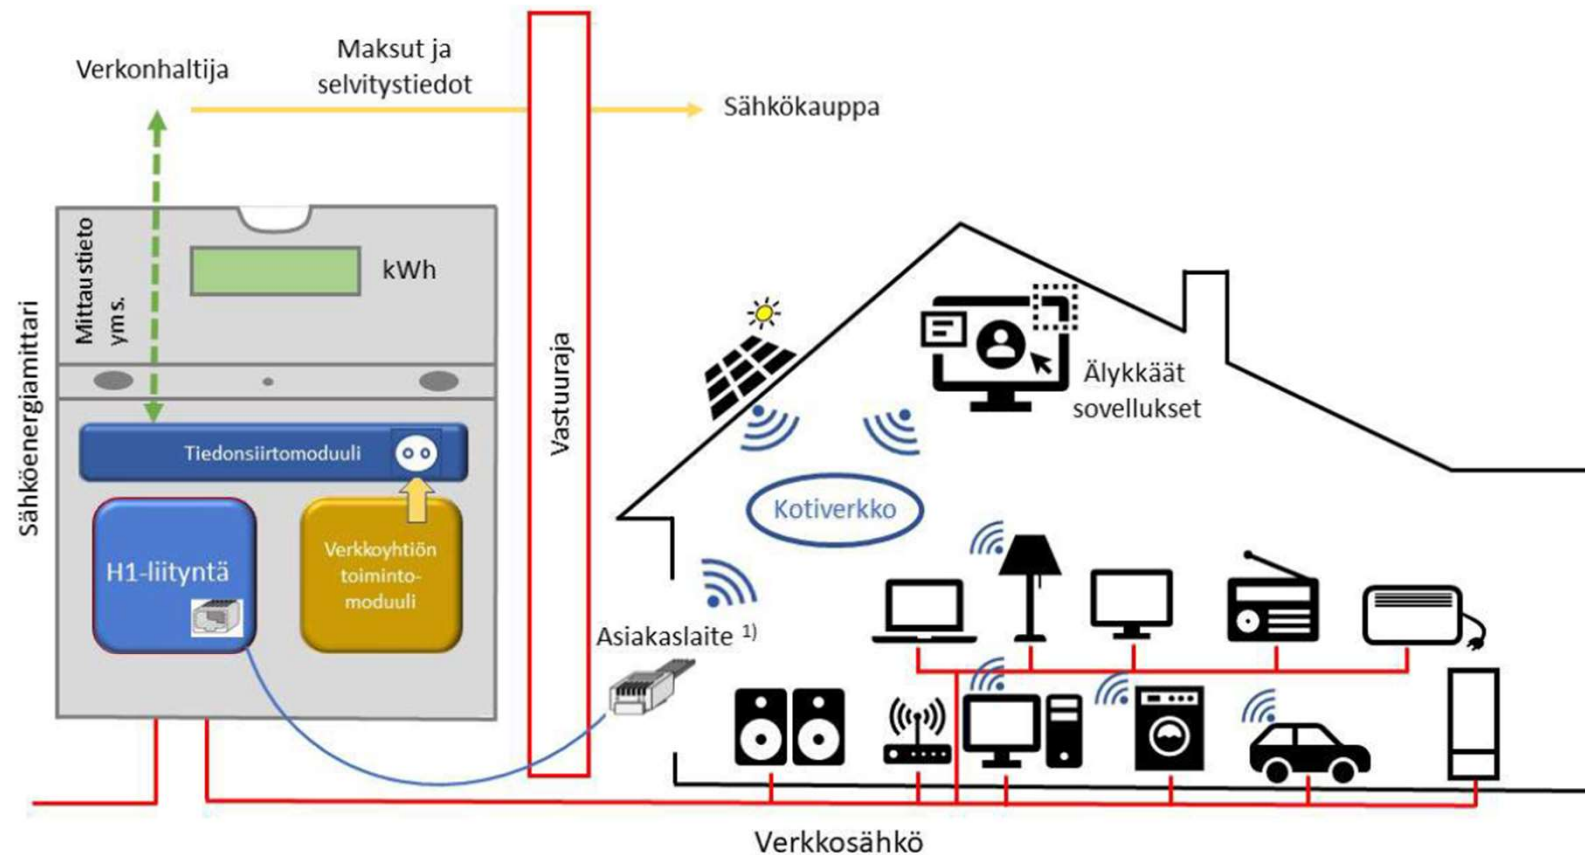 Verkonhaltija
Maksut ja
selvitystiedot
Sähkökauppa
Sähköenergiamittari
Mittaustieto
yms.
kWh
Vastuuraja
Tiedonsiirtomoduuli
H1-liityntä
Verkkoyhtiön
toiminto-
moduuli
Älykkäät
sovellukset
Kotiverkko
Asiakaslaite 1)
Verkkosähkö